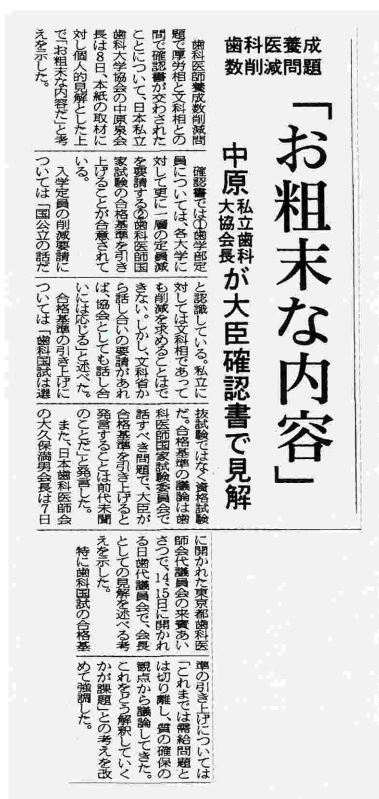 歯科医養成
数削減問題
「お粗末な内容」
中原私立歯科大協会長が大臣確認書で見解
歯科医師養成数削減問
題で厚労相と文科相との
間で確認書が交わされた
ことについて、日本私立
歯科大学協会の中原泉会
長は8日、本紙の取材に
対し個人的見解とした上
で「お粗末な内容だ」と考
えを示した。
確認書では①歯学部定
員については、各大学に
対して更に一層の定員減
を要請する②歯科医師国
家試験の合格基準を引き
上げることが合意されて
いる。
入学定員の削減要請に
ついては「国公立の話だ
と認識している。私立に
対しては文科相であって
も削減を求めることはで
きない。しかし、文科省か
ら話し合いの要請があれ
ば、協会としても話し合
いには応じる」と述べた。
合格基準の引き上げに
ついては「歯科国試は選
抜試験ではなく資格試験
だ。合格基準の議論は歯
科医師国家試験委員会で
話すべき問題で、大臣が
合格基準を引き上げると
発言することは前代未聞
のことだ」と発言した。
また、日本歯科医師会
の大久保満男会長は7日
に開かれた東京都歯科医
師会代議員会の来賓あい
さつで、14、15日に開かれ
る日歯代議員会で、会長
としての見解を述べる考
えを示した。
特に歯科国試の合格基
準の引き上げについては
「これまでは需給問題と
は切り離し、質の確保の
観点から議論してきた。
これをどう解釈していく
かが課題」との考えを改
めて強調した。